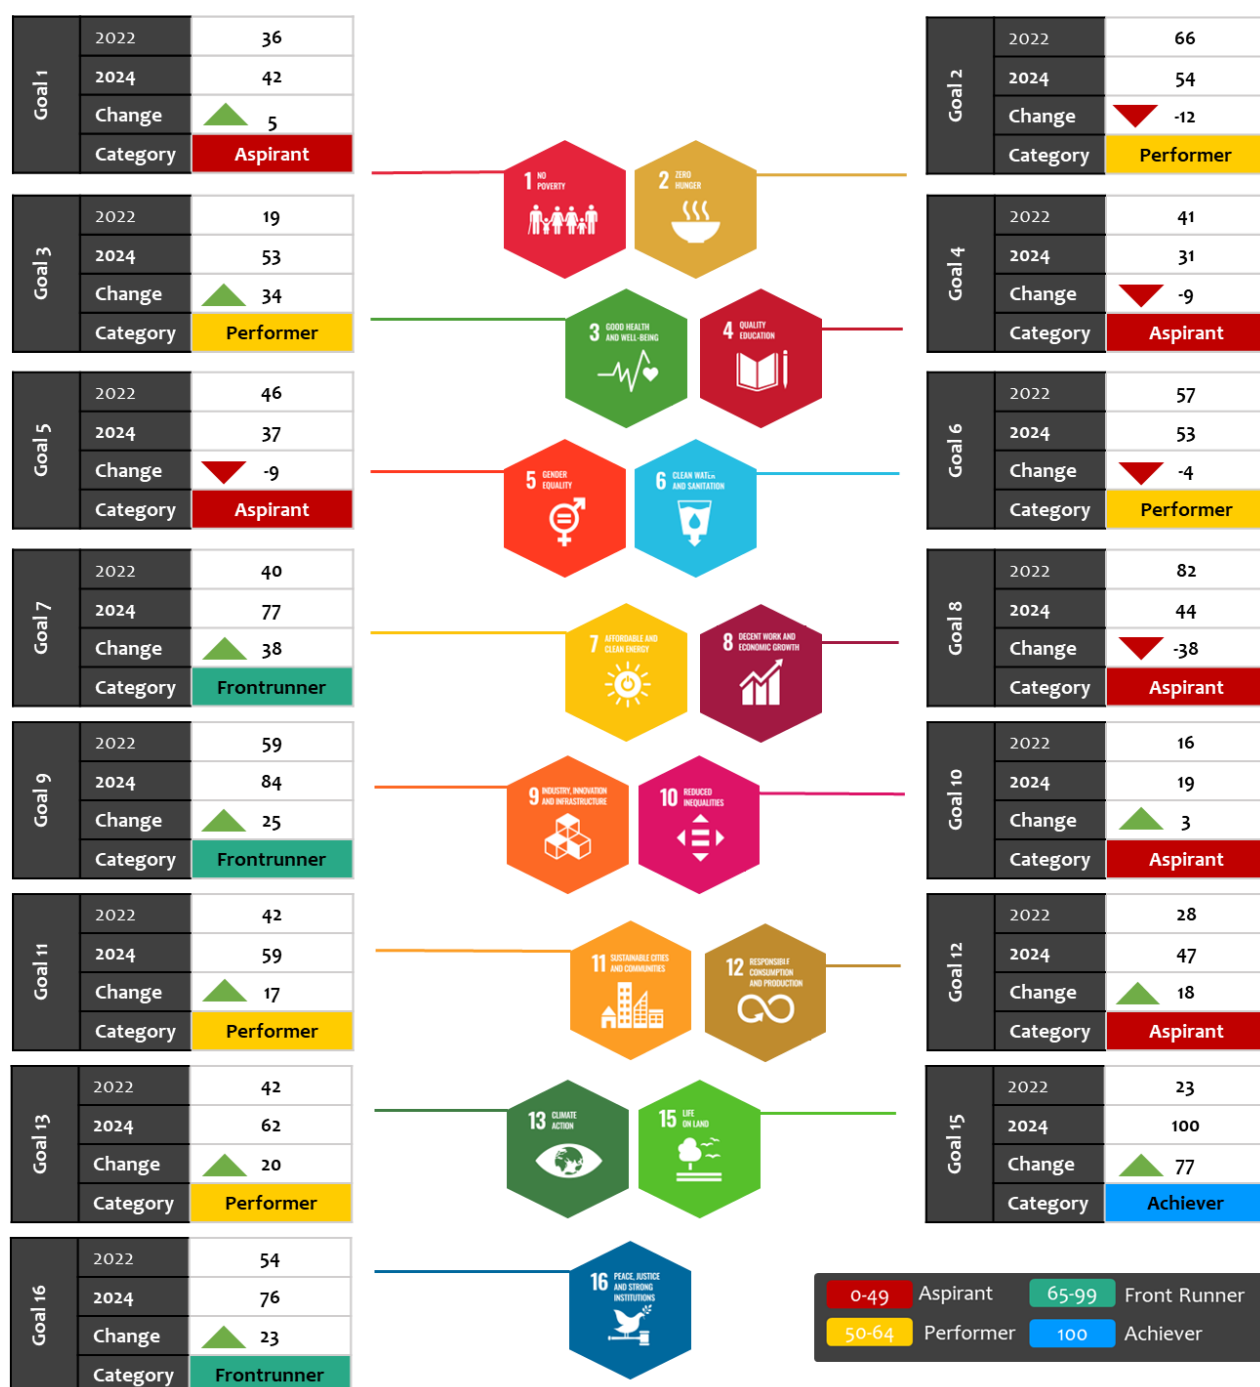 Goal 1
2022 36
2024 42
Change 5
Category Aspirant
Goal 2
2022 66
2024 54
Change -12
Category Performer
1 NO
POVERTY
2 ZERO
HUNGER
Goal 3
2022 19
2024 53
Change 34
Category Performer
Goal 4
2022 41
2024 31
Change -9
Category Aspirant
3 GOOD HEALTH
AND WELL-BEING
4 QUALITY
EDUCATION
Goal 5
2022 46
2024 37
Change -9
Category Aspirant
Goal 6
2022 57
2024 53
Change -4
Category Performer
5 GENDER
EQUALITY
6 CLEAN WATER
AND SANITATION
Goal 7
2022 40
2024 77
Change 38
Category Frontrunner
Goal 8
2022 82
2024 44
Change -38
Category Aspirant
7 AFFORDABLE AND
CLEAN ENERGY
8 DECENT WORK AND
ECONOMIC GROWTH
Goal 9
2022 59
2024 84
Change 25
Category Frontrunner
Goal 10
2022 16
2024 19
Change 3
Category Aspirant
9 INDUSTRY, INNOVATION
AND INFRASTRUCTURE
10 REDUCED
INEQUALITIES
Goal 11
2022 42
2024 59
Change 17
Category Performer
Goal 12
2022 28
2024 47
Change 18
Category Aspirant
11 SUSTAINABLE CITIES
AND COMMUNITIES
12 RESPONSIBLE
CONSUMPTION
AND PRODUCTION
Goal 13
2022 42
2024 62
Change 20
Category Performer
Goal 15
2022 23
2024 100
Change 77
Category Achiever
13 CLIMATE
ACTION
15 LIFE
ON LAND
Goal 16
2022 54
2024 76
Change 23
Category Frontrunner
16 PEACE, JUSTICE
AND STRONG
INSTITUTIONS
0-49 Aspirant 65-99 Front Runner
50-64 Performer 100 Achiever